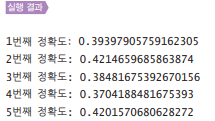 실행 결과
1번째 정확도: 0.39397905759162305
2번째 정확도: 0.4214659685863874
3번째 정확도: 0.38481675392670156
4번째 정확도: 0.3704188481675393
5번째 정확도: 0.4201570680628272